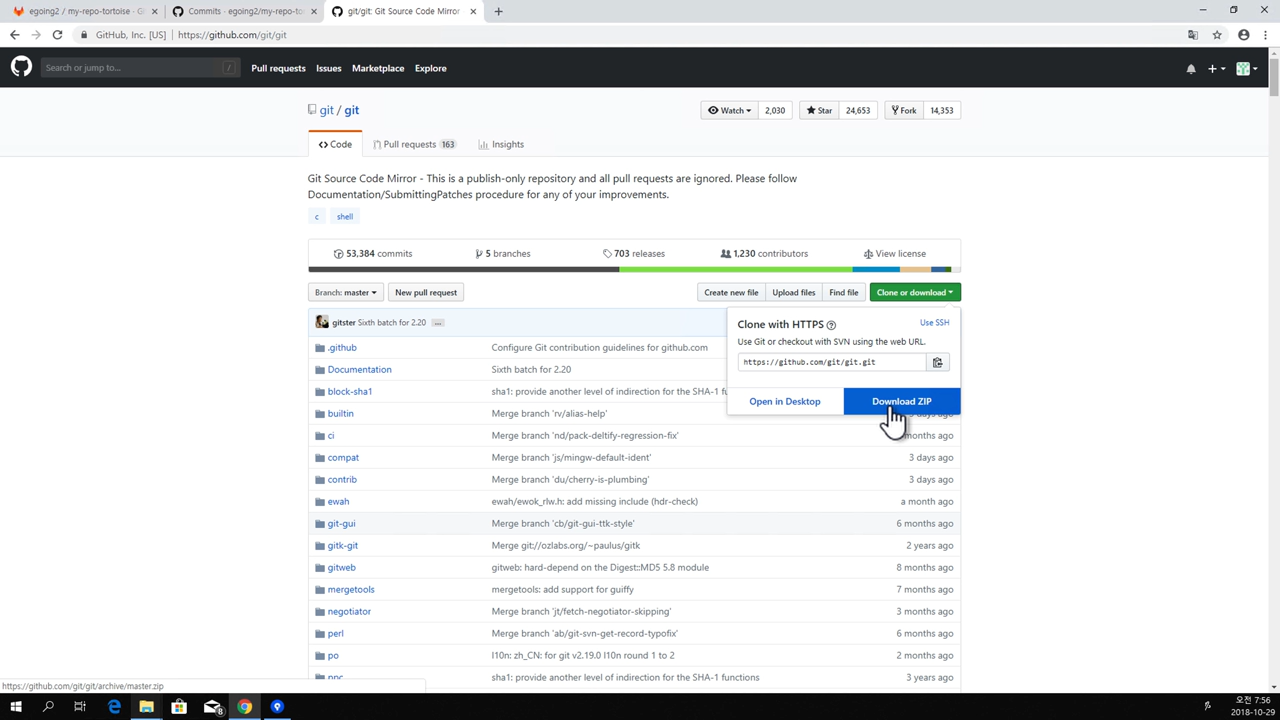 egoing2 / my-repo-tortoise · Gi
Commits · egoing2/my-repo-to
git/git: Git Source Code Mirror
GitHub, Inc. [US] | https://github.com/git/git
Search or jump to...
/
Pull requests
Issues
Marketplace
Explore
git / git
Watch 2,030
Star 24,653
Fork 14,353
Code
Pull requests 163
Insights
Git Source Code Mirror - This is a publish-only repository and all pull requests are ignored. Please follow
Documentation/SubmittingPatches procedure for any of your improvements.
c shell
53,384 commits
5 branches
703 releases
1,230 contributors
View license
Branch: master
New pull request
Create new file
Upload files
Find file
Clone or download
gitster Sixth batch for 2.20 ...
Clone with HTTPS
Use SSH
Use Git or checkout with SVN using the web URL.
https://github.com/git/git.git
Open in Desktop
Download ZIP
.github Configure Git contribution guidelines for github.com
Documentation Sixth batch for 2.20
block-sha1 sha1: provide another level of indirection for the SHA-1 fu
builtin Merge branch 'rv/alias-help' 3 days ago
ci Merge branch 'nd/pack-deltify-regression-fix' months ago
compat Merge branch 'js/mingw-default-ident' 3 days ago
contrib Merge branch 'du/cherry-is-plumbing' 3 days ago
ewah ewah/ewok_rlw.h: add missing include (hdr-check) a month ago
git-gui Merge branch 'cb/git-gui-ttk-style' 6 months ago
gitk-git Merge git://ozlabs.org/~paulus/gitk 2 years ago
gitweb gitweb: hard-depend on the Digest::MD5 5.8 module 8 months ago
mergetools mergetools: add support for guiffy 7 months ago
negotiator Merge branch 'jt/fetch-negotiator-skipping' 3 months ago
perl Merge branch 'ab/git-svn-get-record-typofix' 6 months ago
po l10n: zh_CN: for git v2.19.0 l10n round 1 to 2 2 months ago
ppc sha1: provide another level of indirection for the SHA-1 functions 3 years ago
https://github.com/git/git/archive/master.zip
8
오전 7:56
2018-10-29